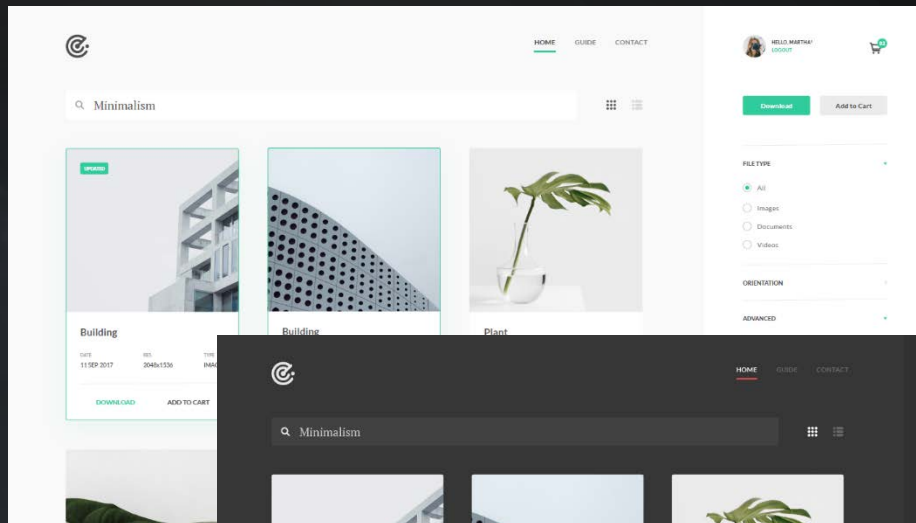 HOME GUIDE CONTACT
HELLO, MARTHA!
LOGOUT
Minimalism
Download Add to Cart
UPDATED
FILE TYPE
All
Images
Documents
Videos
ORIENTATION
ADVANCED
Building
Building
Plant
DATE RES TYPE
11 SEP 2017 2048x1536 IMAG
DOWNLOAD ADD TO CART
HOME GUIDE CONTACT
Minimalism